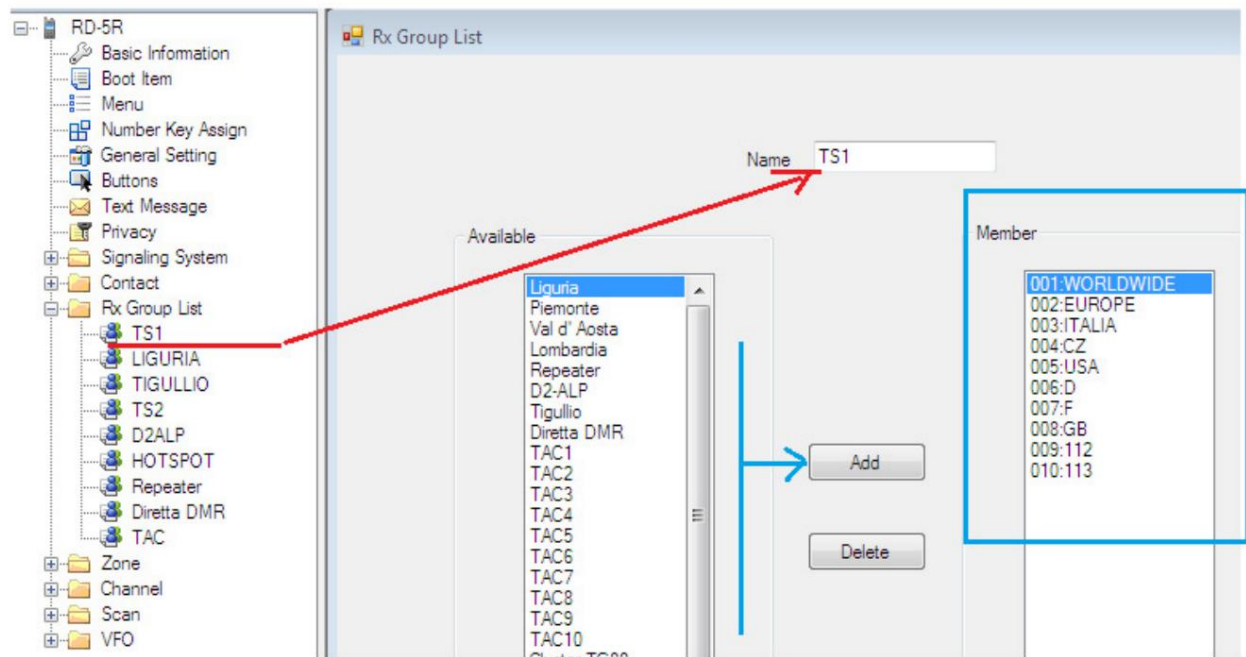 RD-5R
Basic Information
Boot Item
Menu
Number Key Assign
General Setting
Buttons
Text Message
Privacy
Signaling System
Contact
Rx Group List
TS1
LIGURIA
TIGULLIO
TS2
D2ALP
HOTSPOT
Repeater
Diretta DMR
TAC
Zone
Channel
Scan
VFO
Rx Group List
Name TS1
Available
Liguria
Piemonte
Val d' Aosta
Lombardia
Repeater
D2-ALP
Tigullio
Diretta DMR
TAC1
TAC2
TAC3
TAC4
TAC5
TAC6
TAC7
TAC8
TAC9
TAC10
Add
Delete
Member
001:WORLDWIDE
002:EUROPE
003:ITALIA
004:CZ
005:USA
006:D
007:F
008:GB
009:112
010:113